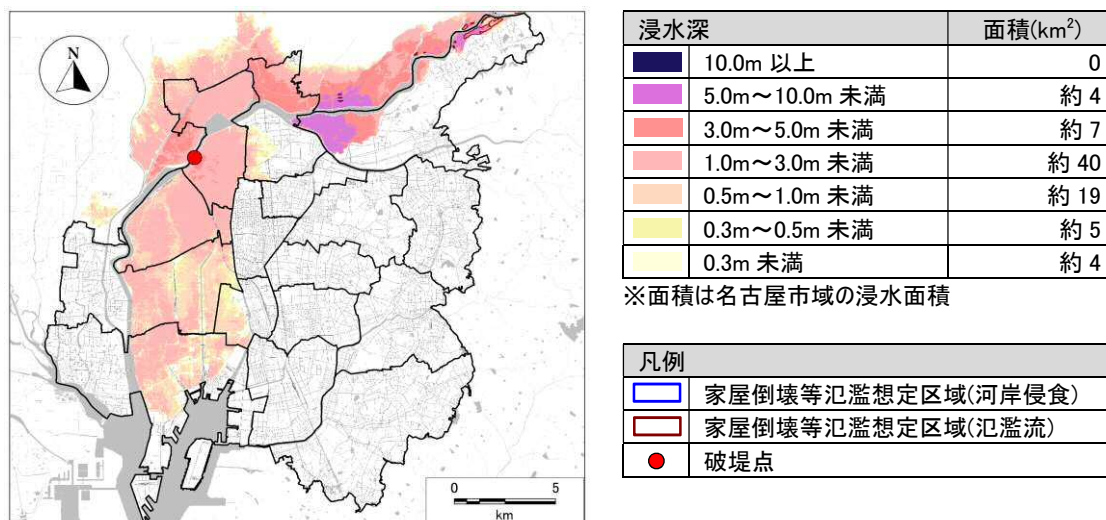 N
0 5
km
浸水深 面積(km²)
10.0m 以上 0
5.0m~10.0m 未満 約 4
3.0m~5.0m 未満 約 7
1.0m~3.0m 未満 約 40
0.5m~1.0m 未満 約 19
0.3m~0.5m 未満 約 5
0.3m 未満 約 4
※面積は名古屋市域の浸水面積
凡例
家屋倒壊等氾濫想定区域(河岸侵食)
家屋倒壊等氾濫想定区域(氾濫流)
破堤点